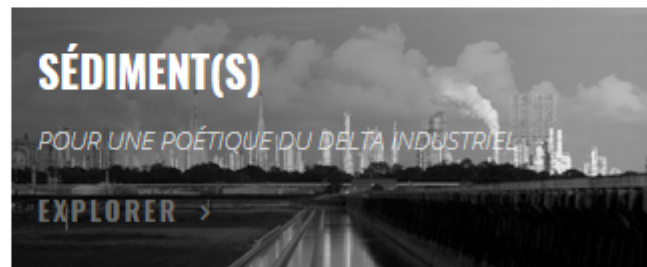 SÉDIMENT(S)
POUR UNE POÉTIQUE DU DELTA INDUSTRIEL
EXPLORER >